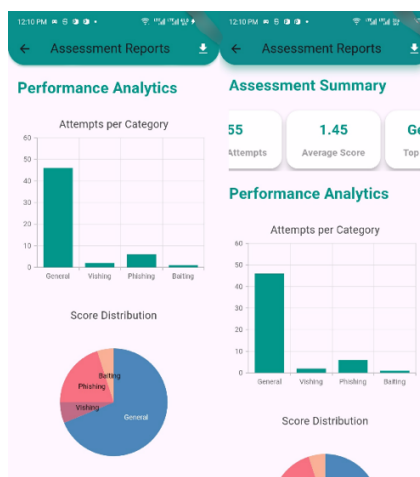 12:10 PM
Assessment Reports
Performance Analytics
Attempts per Category
60
50
40
30
20
10
0
General Vishing Phishing Baiting
Score Distribution
Baiting
Phishing
Vishing
General
12:10 PM
Assessment Reports
Assessment Summary
55 1.45 Ge
Attempts Average Score Top
Performance Analytics
Attempts per Category
60
50
40
30
20
10
0
General Vishing Phishing Baiting
Score Distribution